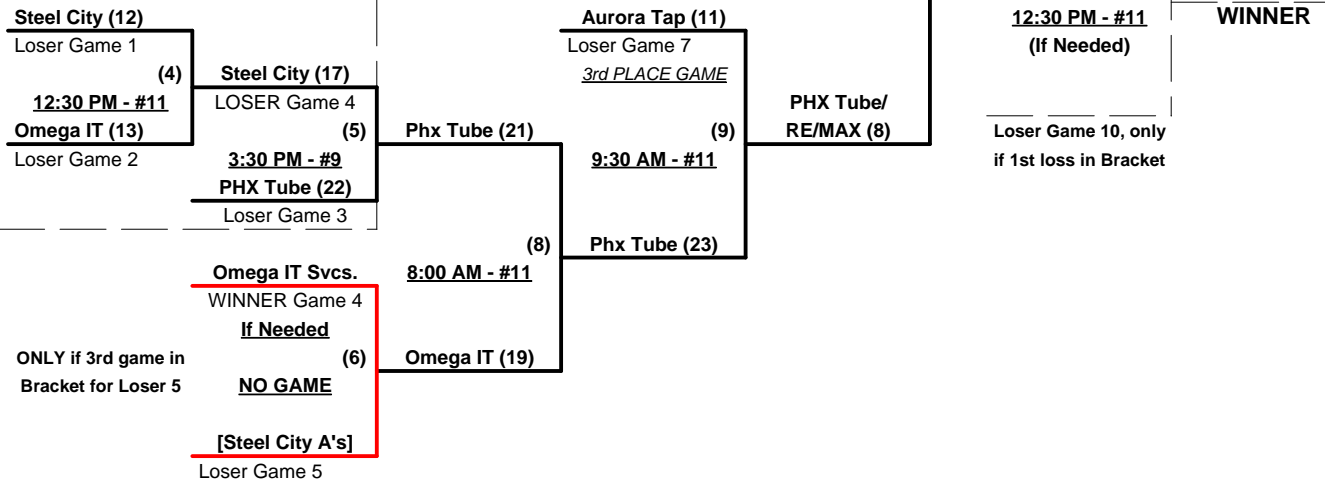 Steel City (12)
Loser Game 1
(4)
12:30 PM - #11
Omega IT (13)
Loser Game 2
Steel City (17)
LOSER Game 4
(5)
3:30 PM - #9
PHX Tube (22)
Loser Game 3
Omega IT Svcs.
WINNER Game 4
If Needed
(6)
NO GAME
[Steel City A's]
Loser Game 5
ONLY if 3rd game in
Bracket for Loser 5
Phx Tube (21)
(8)
8:00 AM - #11
Omega IT (19)
Aurora Tap (11)
Loser Game 7
3rd PLACE GAME
(9)
9:30 AM - #11
Phx Tube (23)
PHX Tube/
RE/MAX (8)
12:30 PM - #11
(If Needed)
Loser Game 10, only
if 1st loss in Bracket
WINNER